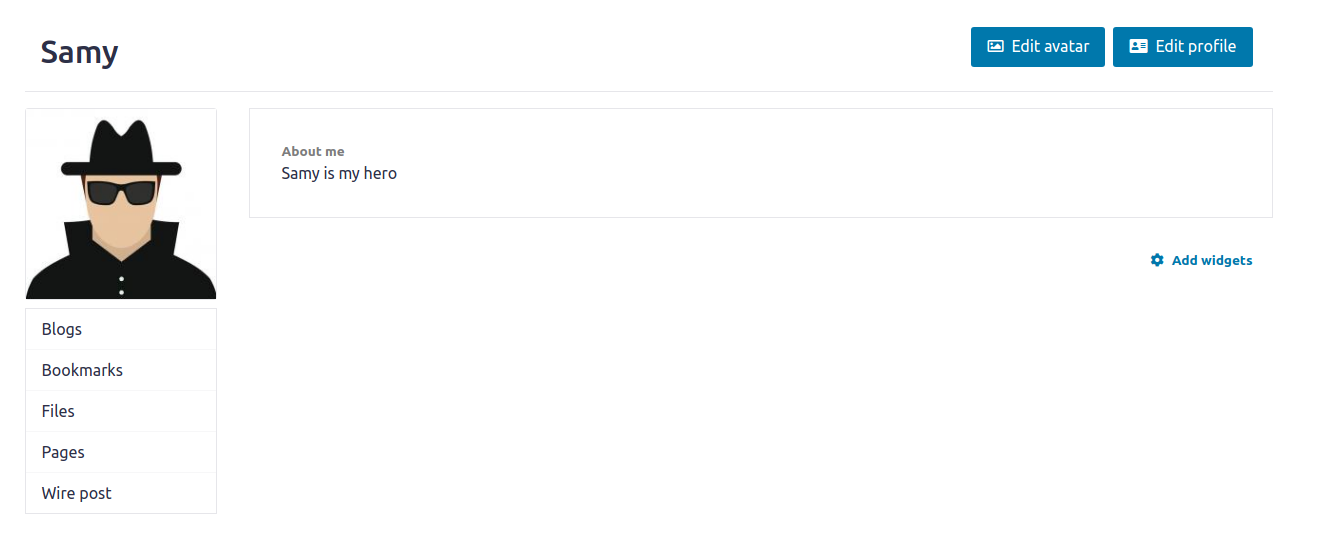 Samy
Edit avatar
Edit profile
About me
Samy is my hero
Add widgets
Blogs
Bookmarks
Files
Pages
Wire post